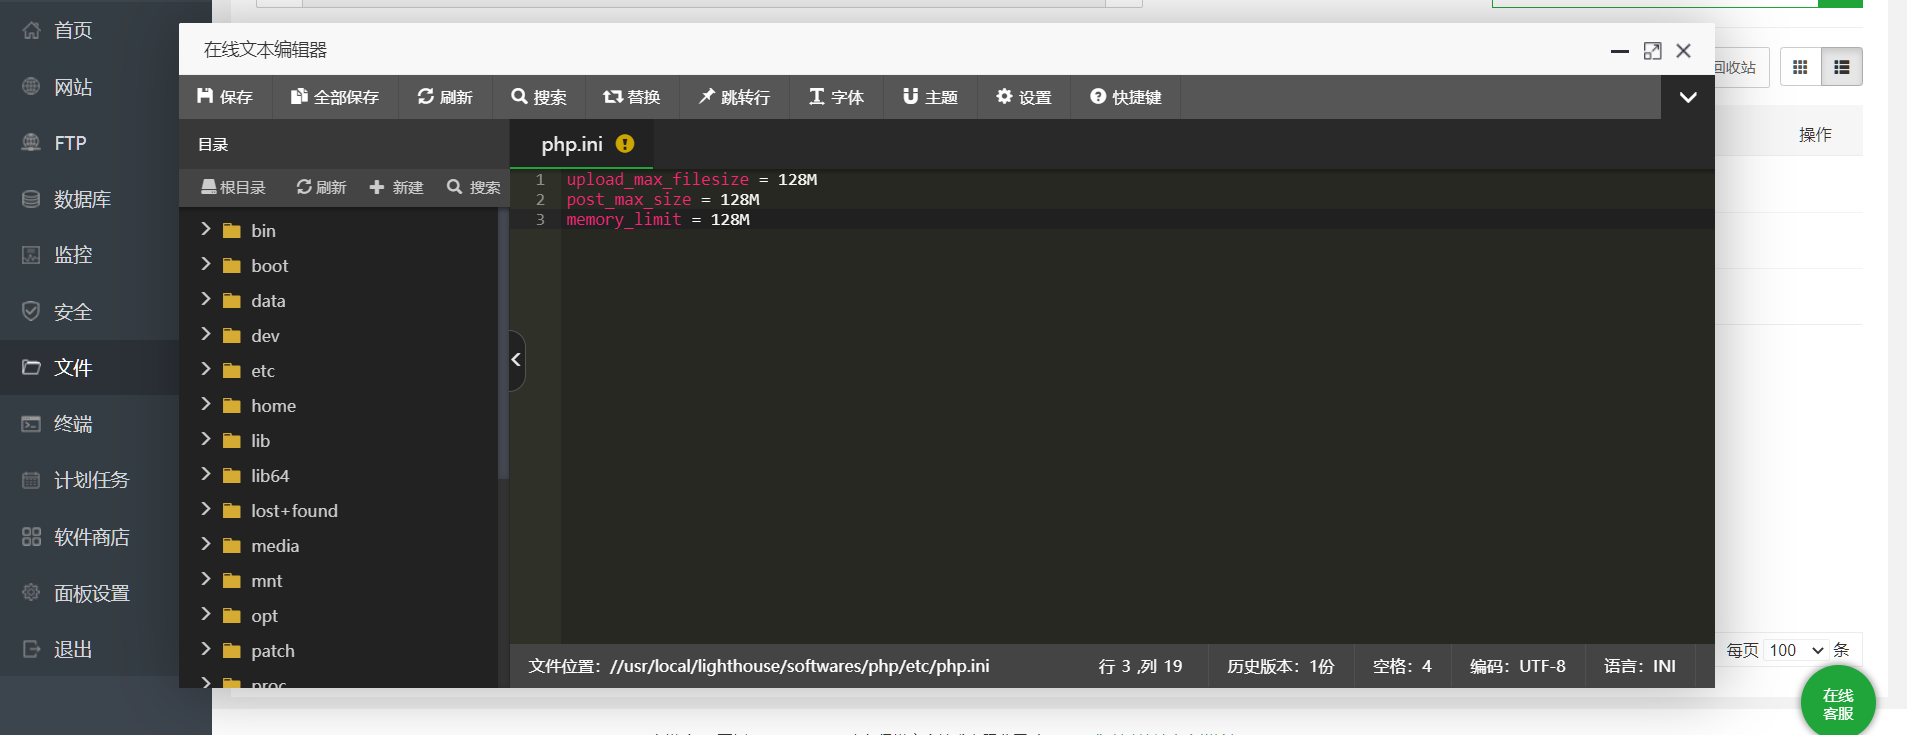 首页
网站
FTP
数据库
监控
安全
文件
终端
计划任务
软件商店
面板设置
退出
在线文本编辑器
保存
全部保存
刷新
搜索
替换
跳转行
字体
主题
设置
快捷键
目录
根目录
刷新
新建
搜索
bin
boot
data
dev
etc
home
lib
lib64
lost+found
media
mnt
opt
patch
proc
php.ini
1 upload_max_filesize = 128M
2 post_max_size = 128M
3 memory_limit = 128M
文件位置：//usr/local/lighthouse/softwares/php/etc/php.ini
行 3 ,列 19
历史版本：1份
空格：4
编码：UTF-8
语言：INI
回收站
操作
每页 100 条
在线
客服